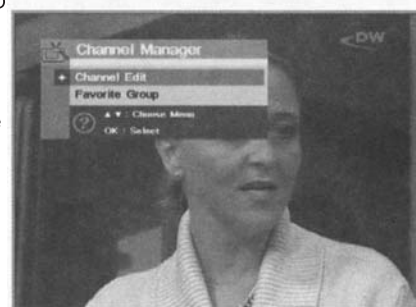 Channel Manager
DW
Channel Edit
Favorite Group
▲ ▼ : Choose Menu
? OK : Select